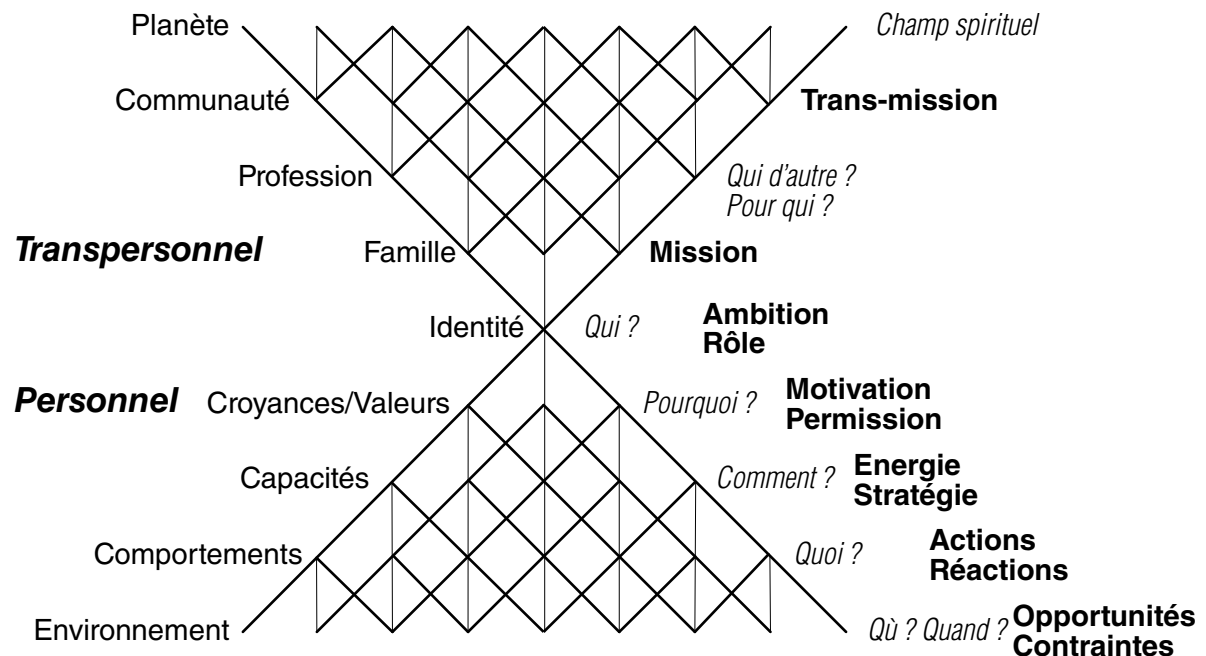 Planète Champ spirituel
Communauté Trans-mission
Profession Qui d'autre ?
Pour qui ?
Transpersonnel Famille Mission
Identité Qui ? Ambition
Rôle
Personnel Croyances/Valeurs Pourquoi ? Motivation
Permission
Capacités Comment ? Energie
Stratégie
Comportements Quoi ? Actions
Réactions
Environnement Qù ? Quand ? Opportunités
Contraintes